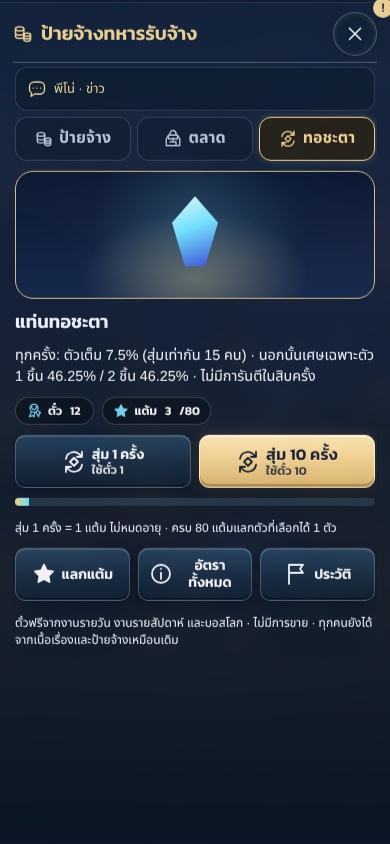 !
ป้ายจ้างทหารรับจ้าง
พีโน่ · ข่าว
ป้ายจ้าง
ตลาด
ทอชะตา
แท่นทอชะตา
ทุกครั้ง: ตัวเต็ม 7.5% (สุ่มเท่ากัน 15 คน) · นอกนั้นเศษเฉพาะตัว
1 ชิ้น 46.25% / 2 ชิ้น 46.25% · ไม่มีการันตีในสิบครั้ง
ตั๋ว 12
แต้ม 3 /80
สุ่ม 1 ครั้ง
ใช้ตั๋ว 1
สุ่ม 10 ครั้ง
ใช้ตั๋ว 10
สุ่ม 1 ครั้ง = 1 แต้ม ไม่หมดอายุ · ครบ 80 แต้มแลกตัวที่เลือกได้ 1 ตัว
แลกแต้ม
อัตรา
ทั้งหมด
ประวัติ
ตั๋วฟรีจากงานรายวัน งานรายสัปดาห์ และบอสโลก · ไม่มีการขาย · ทุกคนยังได้
จากเนื้อเรื่องและป้ายจ้างเหมือนเดิม